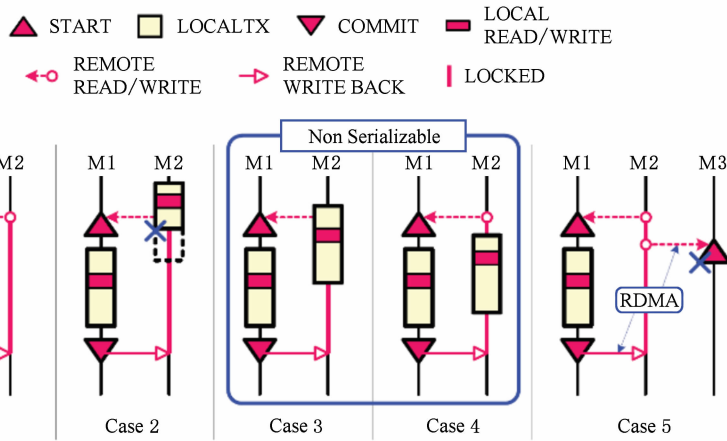 START LOCALTX COMMIT LOCAL
READ/WRITE
REMOTE
READ/WRITE
REMOTE
WRITE BACK
LOCKED
Non Serializable
M2 M1 M2 M1 M2 M1 M2 M1 M2 M3
RDMA
Case 2 Case 3 Case 4 Case 5